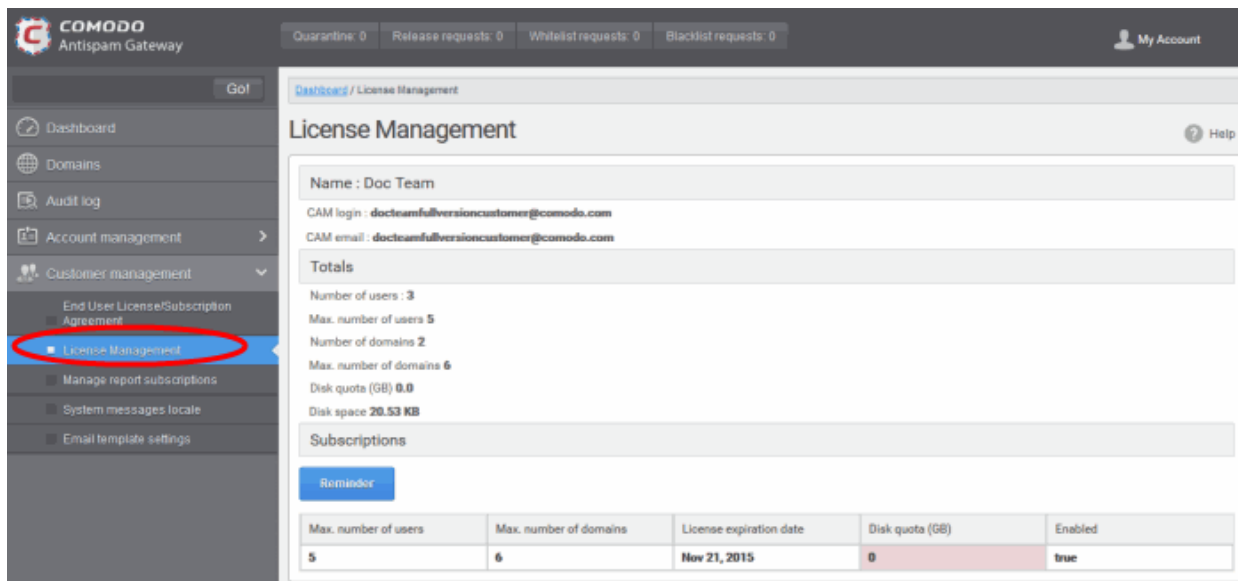 COMODO
Antispam Gateway
Quarantine: 0 Release requests: 0 Whitelist requests: 0 Blacklist requests: 0
My Account
Go!
Dashboard
Domains
Audit log
Account management
Customer management
End User License/Subscription
Agreement
License Management
Manage report subscriptions
System messages locale
Email template settings
Dashboard / License Management
License Management
Help
Name : Doc Team
CAM login : docteamfullversioncustomer@comodo.com
CAM email : docteamfullversioncustomer@comodo.com
Totals
Number of users : 3
Max. number of users 5
Number of domains 2
Max. number of domains 6
Disk quota (GB) 0.0
Disk space 20.53 KB
Subscriptions
Reminder
Max. number of users Max. number of domains License expiration date Disk quota (GB) Enabled
5 6 Nov 21, 2015 0 true